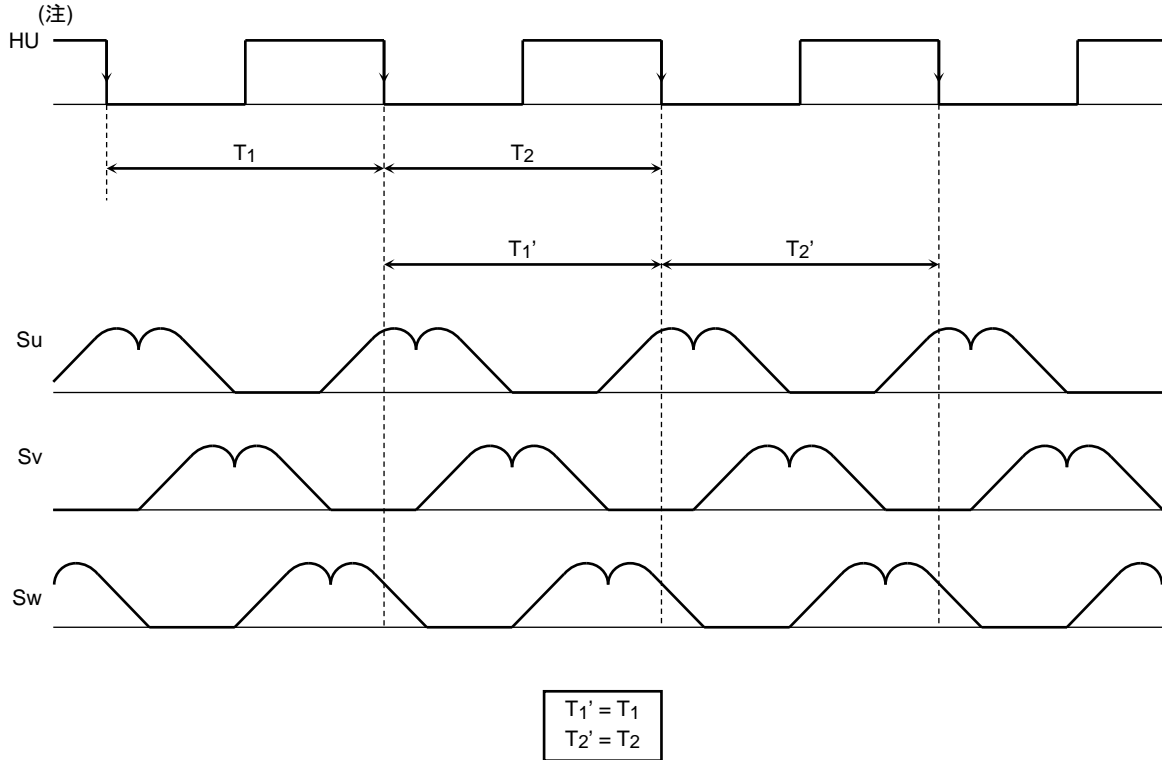 (注)
HU
T1
T2
T1'
T2'
Su
Sv
Sw
T1' = T1
T2' = T2